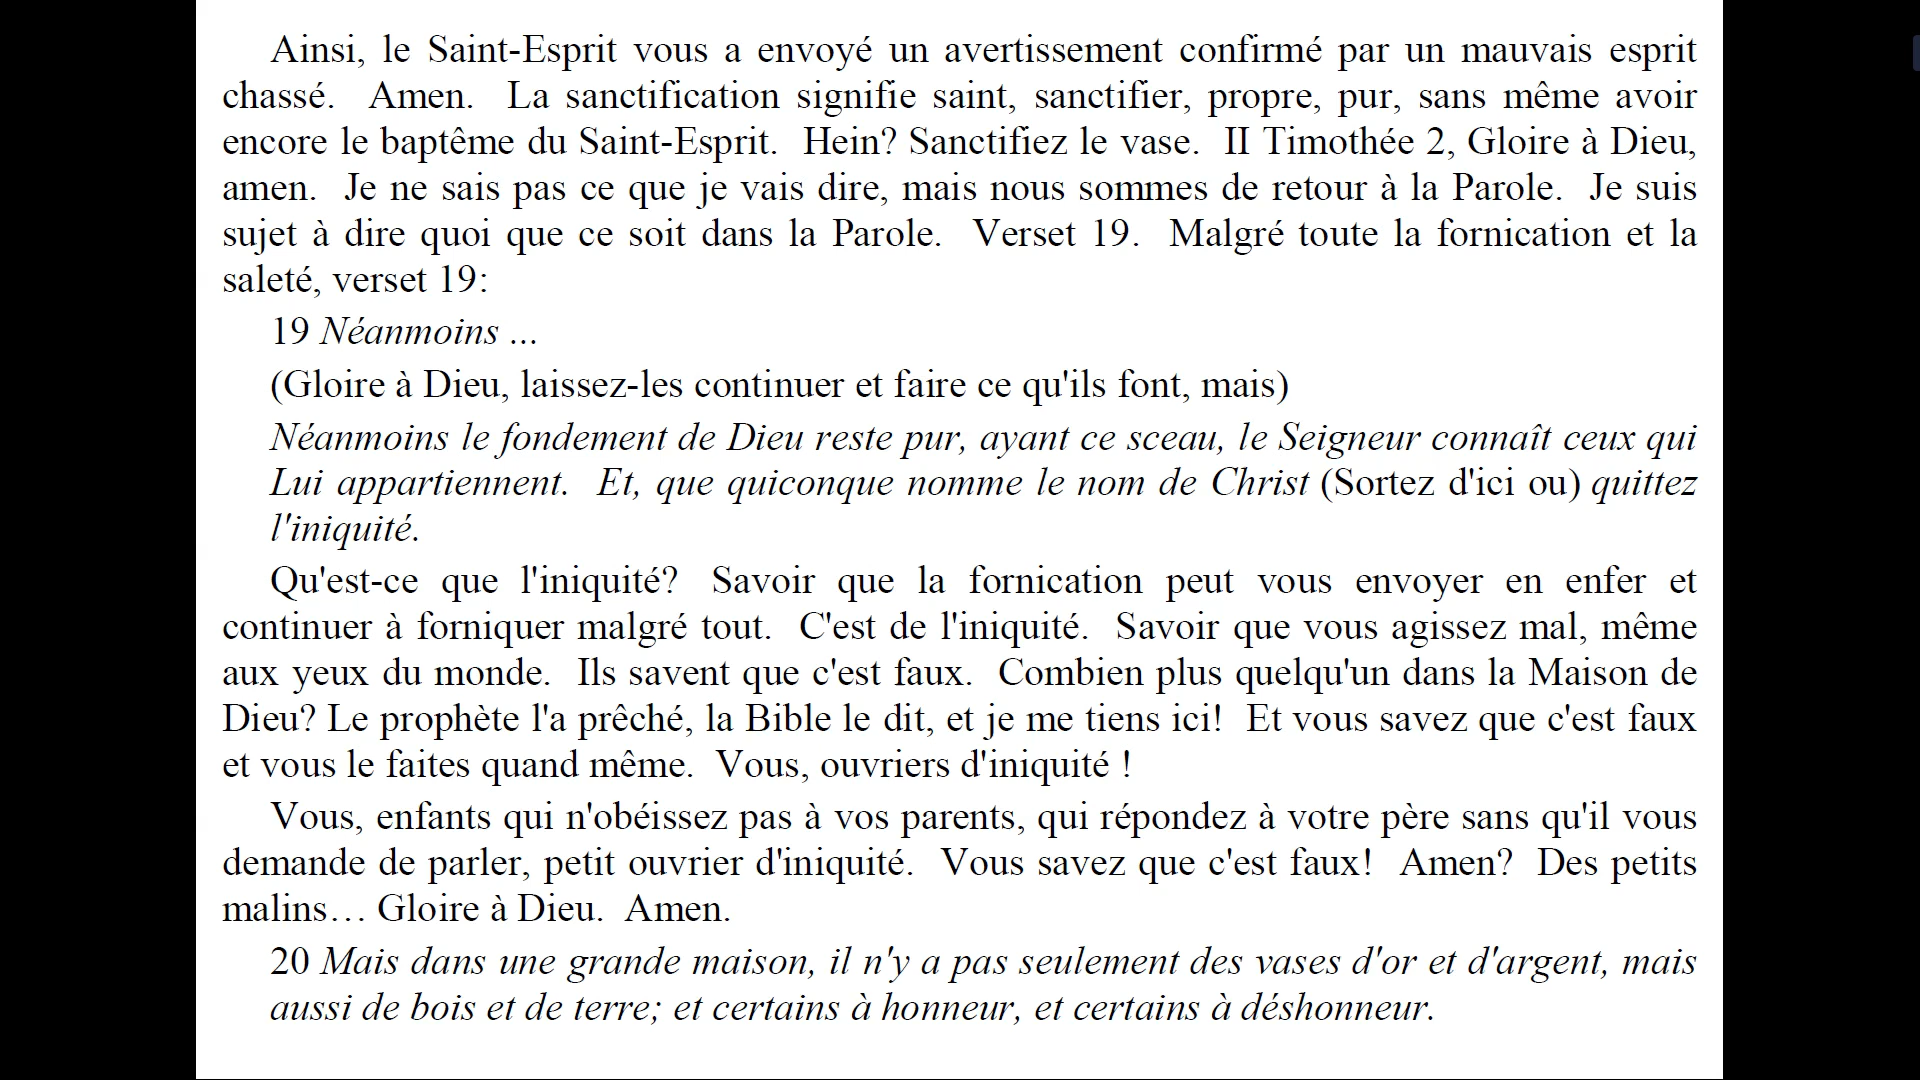 Ainsi, le Saint-Esprit vous a envoyé un avertissement confirmé par un mauvais esprit
chassé.  Amen.  La sanctification signifie saint, sanctifier, propre, pur, sans même avoir
encore le baptême du Saint-Esprit.  Hein? Sanctifiez le vase.  II Timothée 2, Gloire à Dieu,
amen.  Je ne sais pas ce que je vais dire, mais nous sommes de retour à la Parole.  Je suis
sujet à dire quoi que ce soit dans la Parole.  Verset 19.  Malgré toute la fornication et la
saleté, verset 19:
19 Néanmoins ...
(Gloire à Dieu, laissez-les continuer et faire ce qu'ils font, mais)
Néanmoins le fondement de Dieu reste pur, ayant ce sceau, le Seigneur connaît ceux qui
Lui appartiennent.  Et, que quiconque nomme le nom de Christ (Sortez d'ici ou) quittez
l'iniquité.
Qu'est-ce que l'iniquité?  Savoir que la fornication peut vous envoyer en enfer et
continuer à forniquer malgré tout.  C'est de l'iniquité.  Savoir que vous agissez mal, même
aux yeux du monde.  Ils savent que c'est faux.  Combien plus quelqu'un dans la Maison de
Dieu? Le prophète l'a prêché, la Bible le dit, et je me tiens ici!  Et vous savez que c'est faux
et vous le faites quand même.  Vous, ouvriers d'iniquité !
Vous, enfants qui n'obéissez pas à vos parents, qui répondez à votre père sans qu'il vous
demande de parler, petit ouvrier d'iniquité.  Vous savez que c'est faux!  Amen?  Des petits
malins… Gloire à Dieu.  Amen.
20 Mais dans une grande maison, il n'y a pas seulement des vases d'or et d'argent, mais
aussi de bois et de terre; et certains à honneur, et certains à déshonneur.